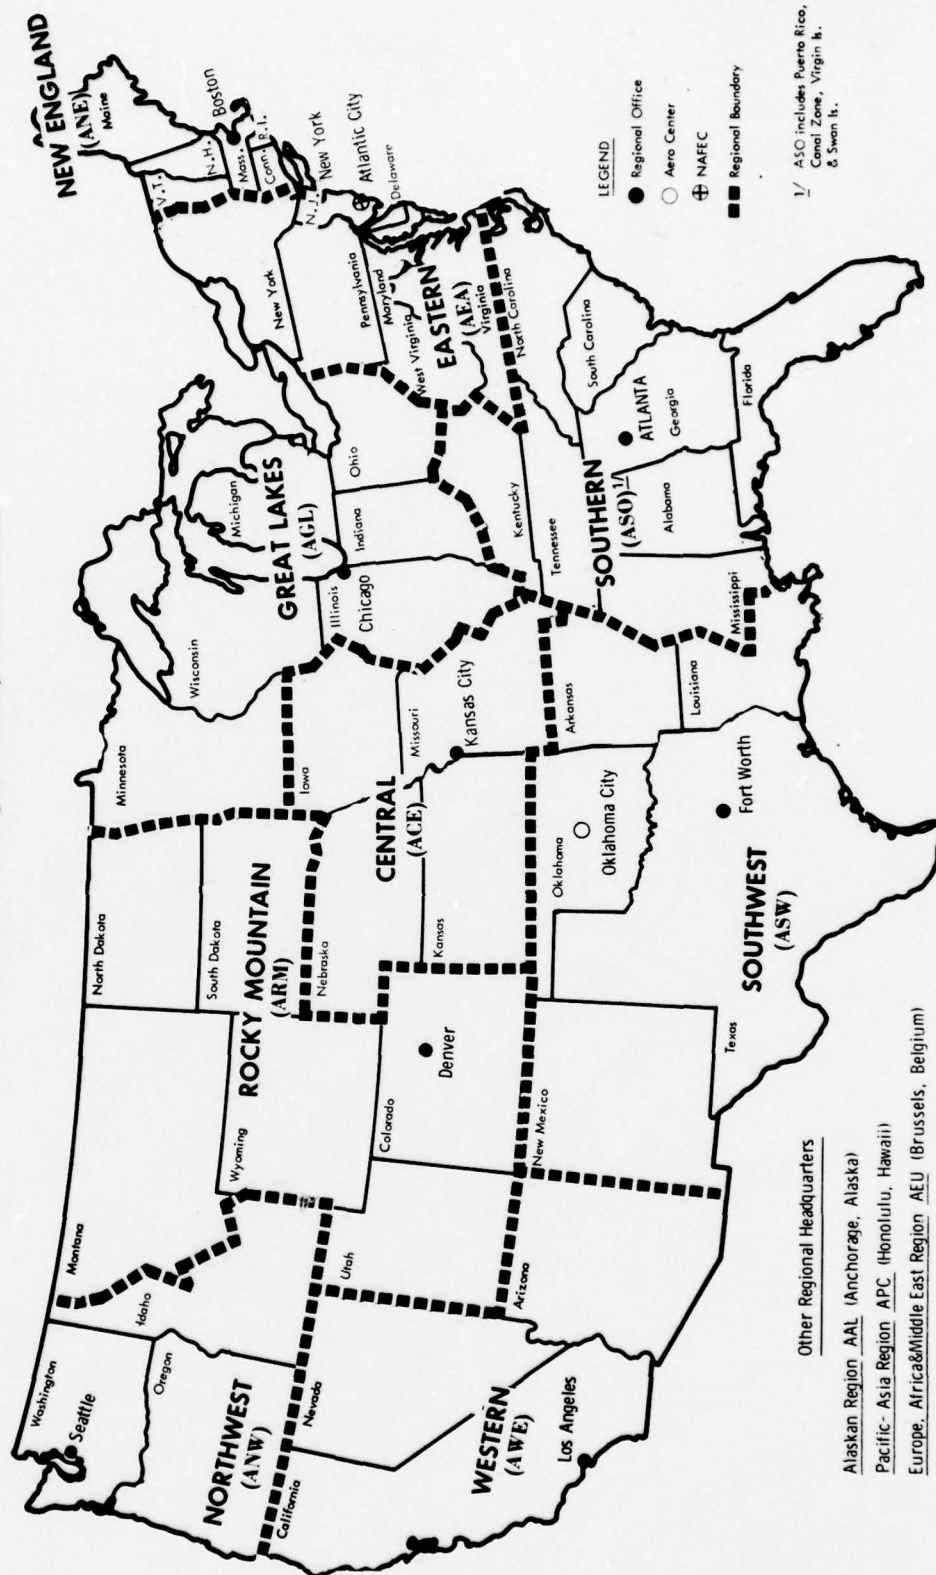 NEW ENGLAND
(ANE)
Maine
V.T.
N.H.
Boston
Mass.
Conn.
R.I.
New York
New York
N.J.
Atlantic City
Delaware
Pennsylvania
Maryland
West Virginia
EASTERN
(AEA)
Virginia
North Carolina
South Carolina
ATLANTA
Georgia
Florida
Alabama
SOUTHERN
(ASO)1/
Kentucky
Tennessee
Mississippi
GREAT LAKES
(AGL)
Michigan
Ohio
Indiana
Illinois
Chicago
Wisconsin
Minnesota
Iowa
Missouri
Kansas City
CENTRAL
(ACE)
Nebraska
Kansas
Arkansas
Louisiana
Oklahoma
Oklahoma City
Fort Worth
SOUTHWEST
(ASW)
Texas
New Mexico
North Dakota
South Dakota
ROCKY MOUNTAIN
(ARM)
Montana
Wyoming
Colorado
Denver
Utah
Idaho
Washington
Seattle
Oregon
NORTHWEST
(ANW)
Nevada
California
WESTERN
(AWE)
Los Angeles
Arizona
LEGEND
Regional Office
Aero Center
NAFEC
Regional Boundary
1/ ASO includes Puerto Rico,
Canal Zone, Virgin Is.
& Swan Is.
Other Regional Headquarters
Alaskan Region AAL (Anchorage, Alaska)
Pacific- Asia Region APC (Honolulu, Hawaii)
Europe, Africa&Middle East Region AEU (Brussels, Belgium)